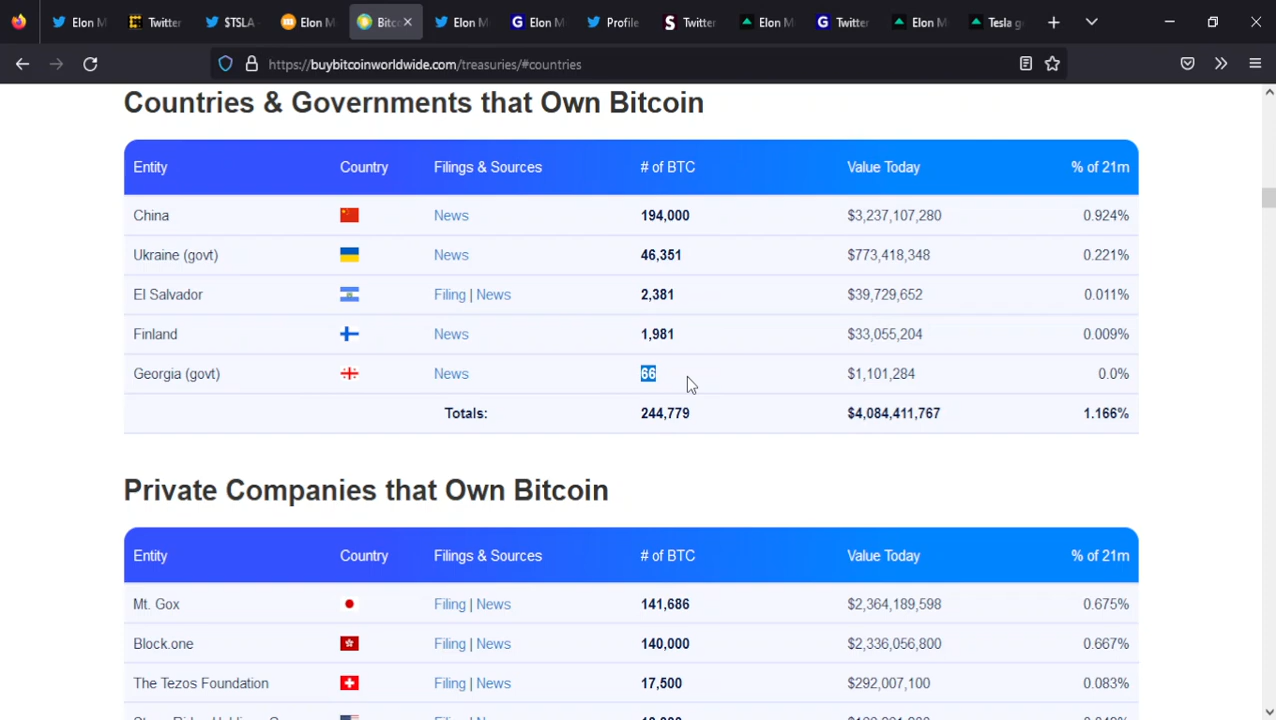 Elon M
Twitter
$TSLA
Elon M
Bitc
Elon M
Elon M
Profile
Twitter
Elon M
Twitter
Elon M
Tesla g
https://buybitcoinworldwide.com/treasuries/#countries
Countries & Governments that Own Bitcoin
Entity Country Filings & Sources # of BTC Value Today % of 21m
China News 194,000 $3,237,107,280 0.924%
Ukraine (govt) News 46,351 $773,418,348 0.221%
El Salvador Filing | News 2,381 $39,729,652 0.011%
Finland News 1,981 $33,055,204 0.009%
Georgia (govt) News 66 $1,101,284 0.0%
Totals: 244,779 $4,084,411,767 1.166%
Private Companies that Own Bitcoin
Entity Country Filings & Sources # of BTC Value Today % of 21m
Mt. Gox Filing | News 141,686 $2,364,189,598 0.675%
Block.one Filing | News 140,000 $2,336,056,800 0.667%
The Tezos Foundation Filing | News 17,500 $292,007,100 0.083%